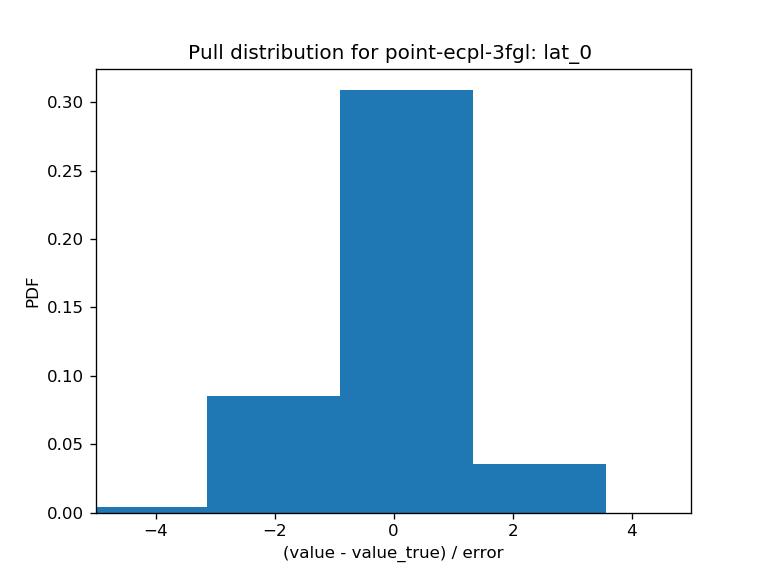 Pull distribution for point-ecpl-3fgl: lat_0
0.30
0.25
0.20
0.15
0.10
0.05
0.00
PDF
−4 −2 0 2 4
(value - value_true) / error